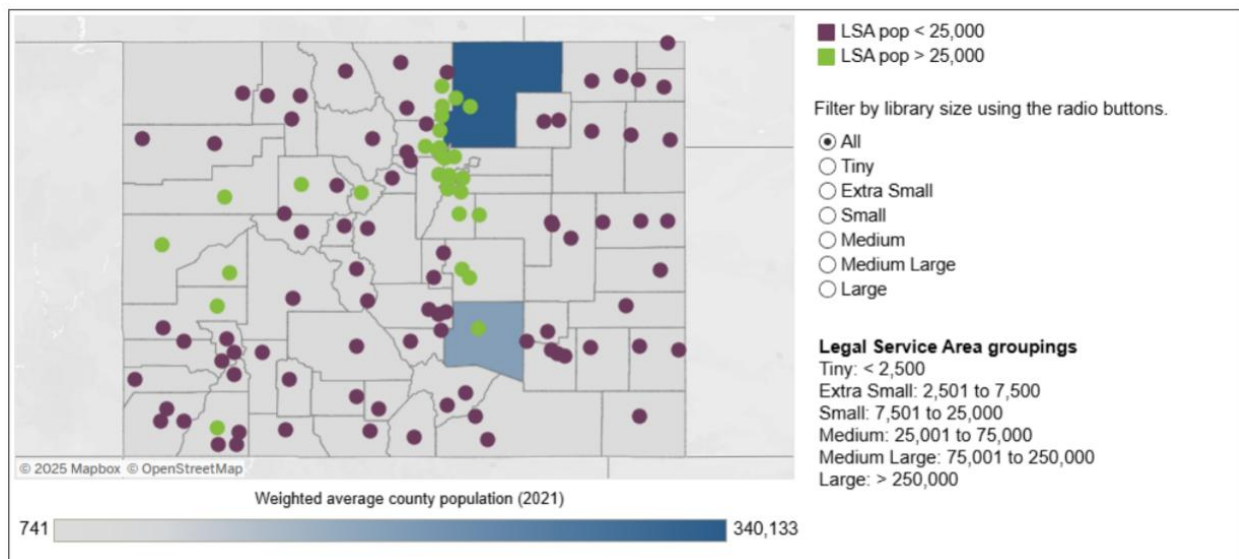 LSA pop < 25,000
LSA pop > 25,000
Filter by library size using the radio buttons.
All
Tiny
Extra Small
Small
Medium
Medium Large
Large
Legal Service Area groupings
Tiny: < 2,500
Extra Small: 2,501 to 7,500
Small: 7,501 to 25,000
Medium: 25,001 to 75,000
Medium Large: 75,001 to 250,000
Large: > 250,000
© 2025 Mapbox © OpenStreetMap
Weighted average county population (2021)
741
340,133